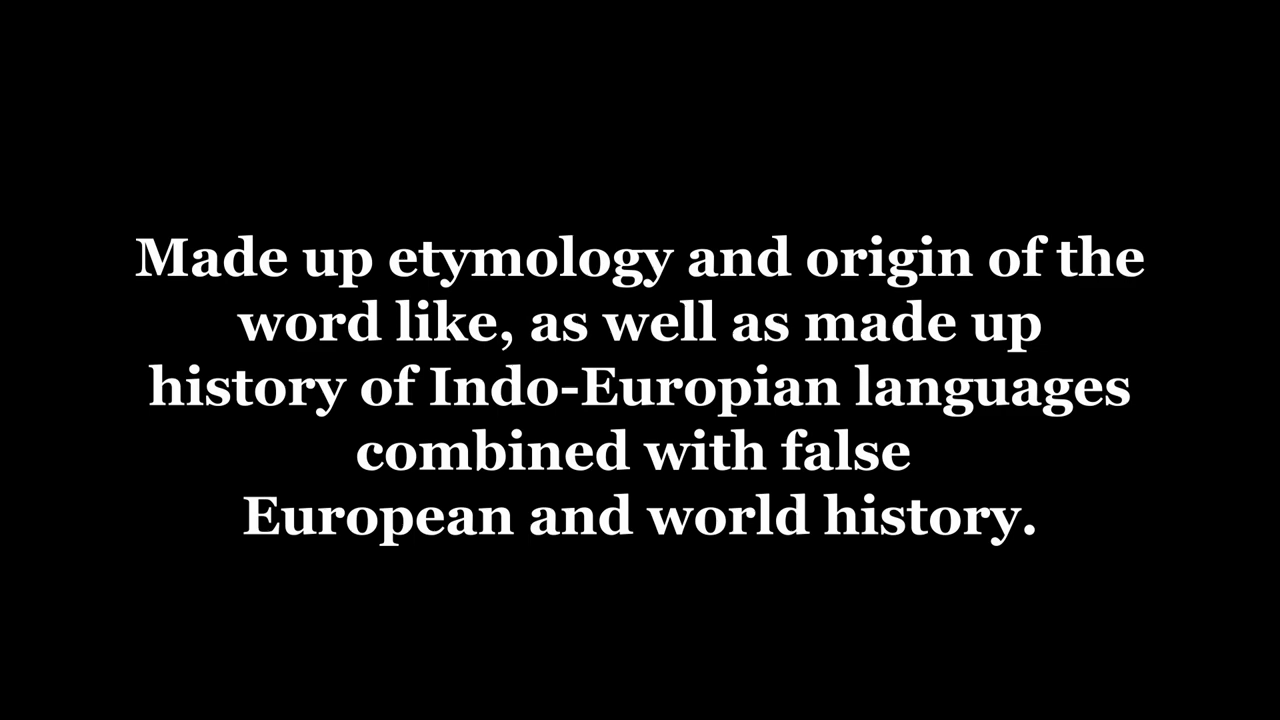 Made up etymology and origin of the
word like, as well as made up
history of Indo-Europian languages
combined with false
European and world history.